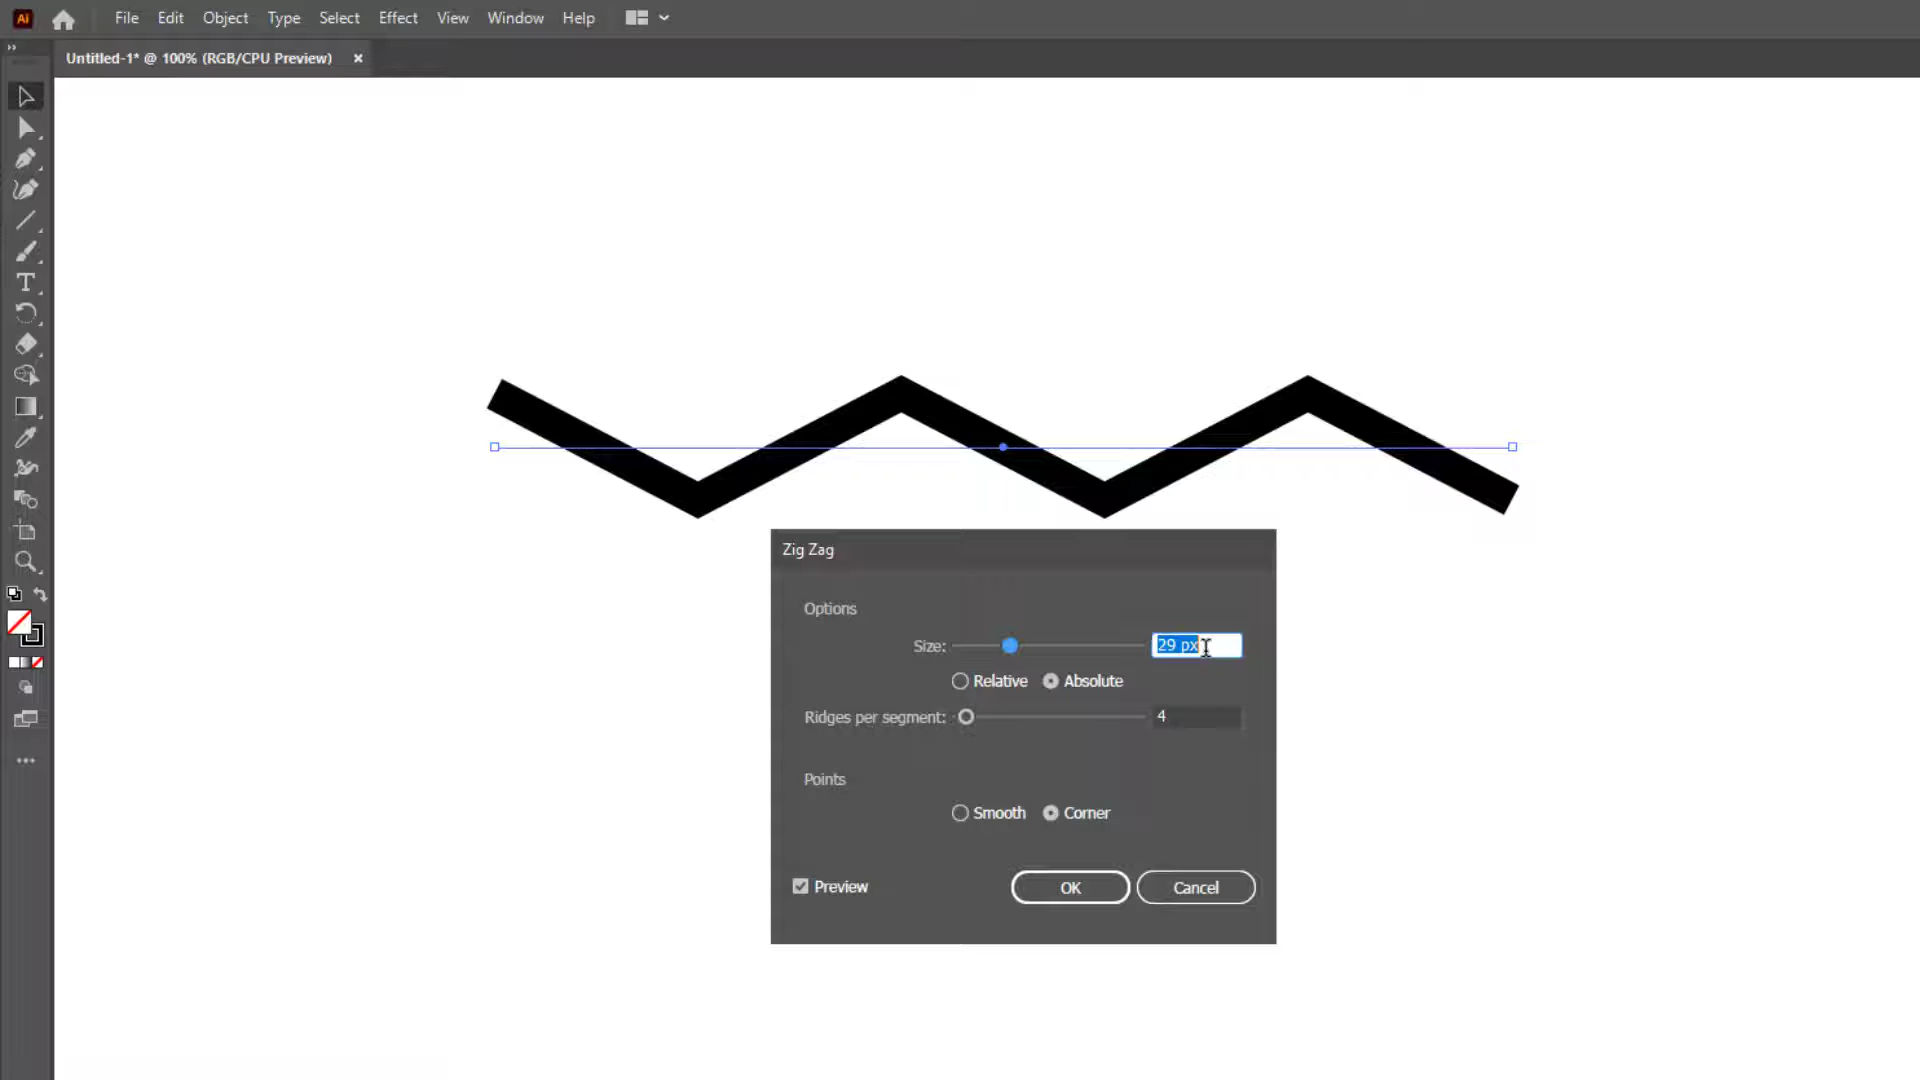 Ai File Edit Object Type Select Effect View Window Help
Untitled-1* @ 100% (RGB/CPU Preview) ×
Zig Zag
Options
Size: 29 px
Relative Absolute
Ridges per segment: 4
Points
Smooth Corner
Preview OK Cancel